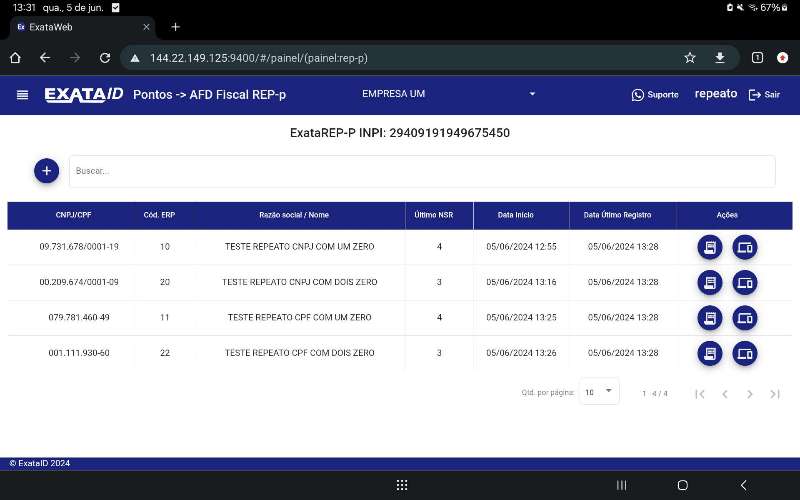 13:31 qua., 5 de jun. 67%
Ex ExataWeb
144.22.149.125:9400/#/painel/(painel:rep-p) 1
EXATAID Pontos -> AFD Fiscal REP-p EMPRESA UM Suporte repeato Sair
ExataREP-P INPI: 29409191949675450
+ Buscar...
CNPJ/CPF Cód. ERP Razão social / Nome Último NSR Data Inicio Data Útimo Registro Ações
09.731.678/0001-19 10 TESTE REPEATO CNPJ COM UM ZERO 4 05/06/2024 12:55 05/06/2024 13:28
00.209.674/0001-09 20 TESTE REPEATO CNPJ COM DOIS ZERO 3 05/06/2024 13:16 05/06/2024 13:28
079.781.460-49 11 TESTE REPEATO CPF COM UM ZERO 4 05/06/2024 13:25 05/06/2024 13:28
001.111.930-60 22 TESTE REPEATO CPF COM DOIS ZERO 3 05/06/2024 13:26 05/06/2024 13:28
Qtd. por página: 10 1 - 4 / 4
© ExataID 2024